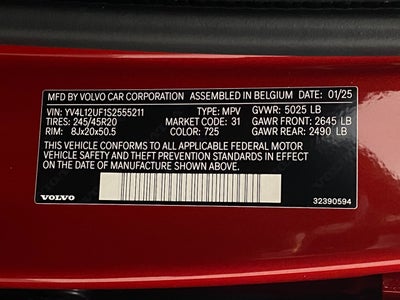 MFD BY VOLVO CAR CORPORATION ASSEMBLED IN BELGIUM DATE: 01/25
VIN: YV4L12UF1S2555211 TYPE: MPV GVWR: 5025 LB
TIRES: 245/45R20 MARKET CODE: 31 GAWR FRONT: 2645 LB
RIM: 8Jx20x50.5 COLOR: 725 GAWR REAR: 2490 LB
THIS VEHICLE CONFORMS TO ALL APPLICABLE FEDERAL MOTOR
VEHICLE SAFETY AND THEFT PREVENTION STANDARDS IN EFFECT
ON THE DATE OF MANUFACTURE SHOWN ABOVE.
VOLVO 32390594